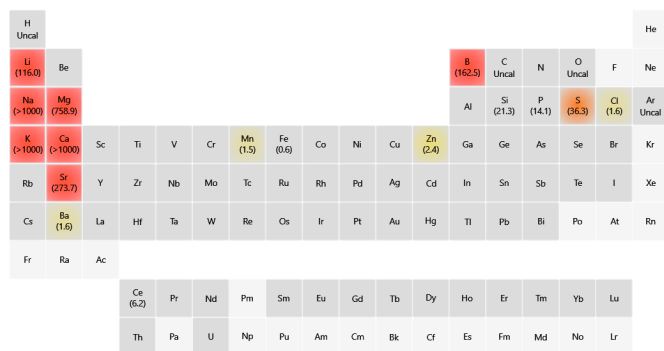 H He
Uncal
Li Be B C N O F Ne
(116.0) (162.5) Uncal Uncal
Na Mg Al Si P S Cl Ar
(>1000) (758.9) (21.3) (14.1) (36.3) (1.6) Uncal
K Ca Sc Ti V Cr Mn Fe Co Ni Cu Zn Ga Ge As Se Br Kr
(>1000) (>1000) (1.5) (0.6) (2.4)
Rb Sr Y Zr Nb Mo Tc Ru Rh Pd Ag Cd In Sn Sb Te I Xe
(273.7)
Cs Ba La Hf Ta W Re Os Ir Pt Au Hg Tl Pb Bi Po At Rn
(1.6)
Fr Ra Ac
Ce Pr Nd Pm Sm Eu Gd Tb Dy Ho Er Tm Yb Lu
(6.2)
Th Pa U Np Pu Am Cm Bk Cf Es Fm Md No Lr